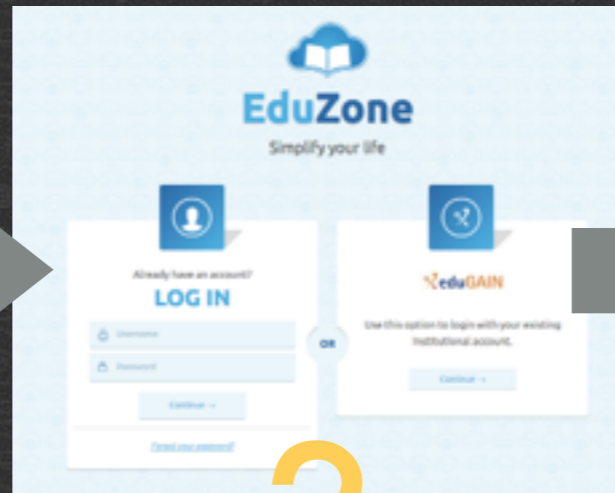 EduZone
Simplify your life
Already have an account?
LOG IN
Username
Password
Continue →
Forgot your password?
OR
eduGAIN
Use this option to login with your existing
institutional account.
Continue →